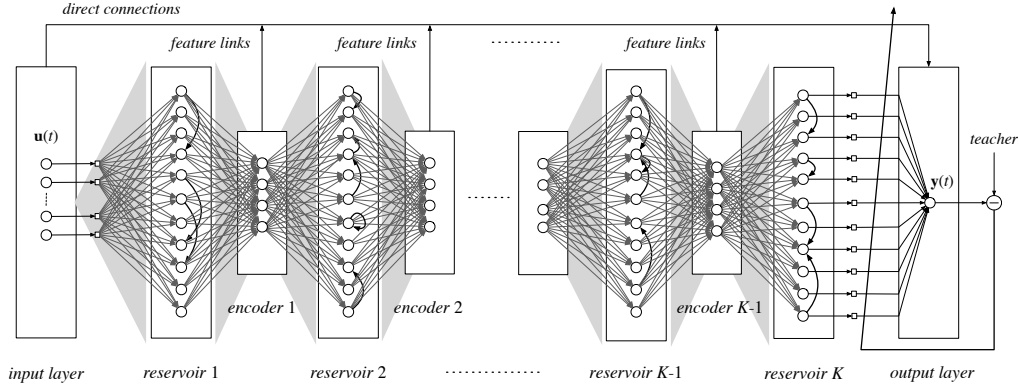 direct connections
feature links
feature links
feature links
u(t)
teacher
y(t)
encoder 1
encoder 2
encoder K-1
input layer
reservoir 1
reservoir 2
reservoir K-1
reservoir K
output layer